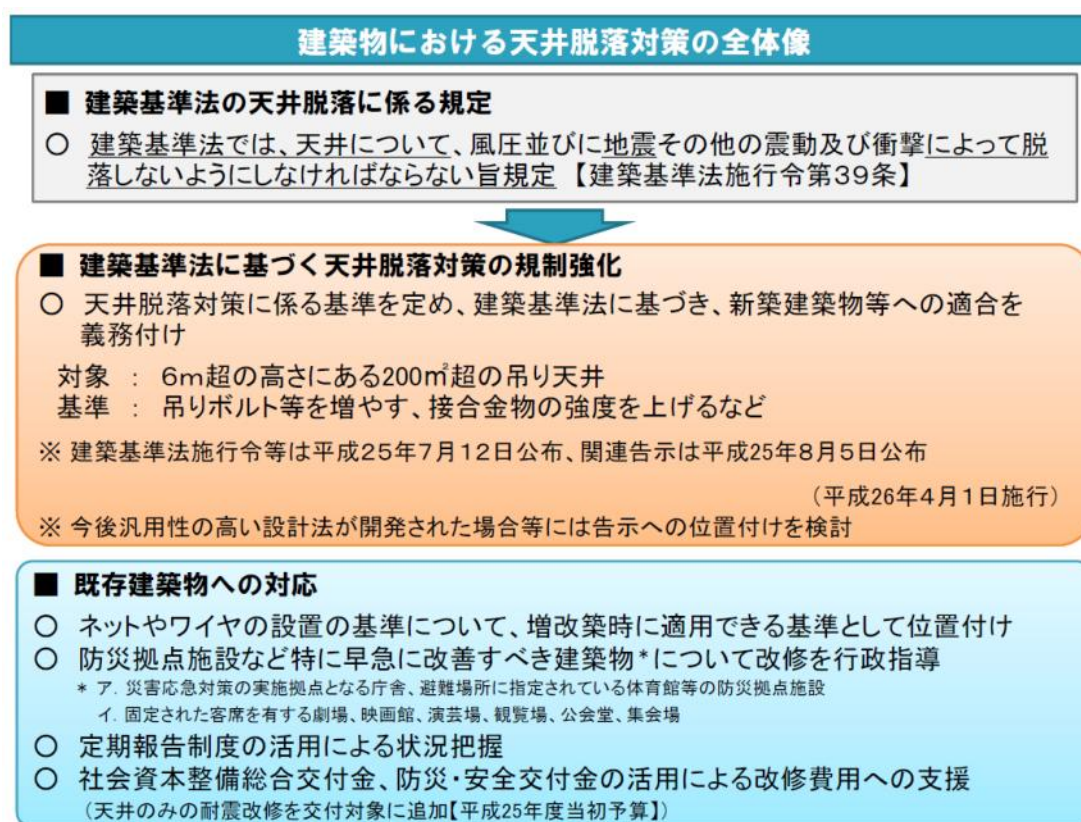 建築物における天井脱落対策の全体像
■ 建築基準法の天井脱落に係る規定
○ 建築基準法では、天井について、風圧並びに地震その他の震動及び衝撃によって脱
落しないようにしなければならない旨規定 【建築基準法施行令第39条】
■ 建築基準法に基づく天井脱落対策の規制強化
○ 天井脱落対策に係る基準を定め、建築基準法に基づき、新築建築物等への適合を
義務付け
対象 : 6m超の高さにある200㎡超の吊り天井
基準 : 吊りボルト等を増やす、接合金物の強度を上げるなど
※ 建築基準法施行令等は平成25年7月12日公布、関連告示は平成25年8月5日公布
(平成26年4月1日施行)
※ 今後汎用性の高い設計法が開発された場合等には告示への位置付けを検討
■ 既存建築物への対応
○ ネットやワイヤの設置の基準について、増改築時に適用できる基準として位置付け
○ 防災拠点施設など特に早急に改善すべき建築物*について改修を行政指導
* ア. 災害応急対策の実施拠点となる庁舎、避難場所に指定されている体育館等の防災拠点施設
イ. 固定された客席を有する劇場、映画館、演芸場、観覧場、公会堂、集会場
○ 定期報告制度の活用による状況把握
○ 社会資本整備総合交付金、防災・安全交付金の活用による改修費用への支援
(天井のみの耐震改修を交付対象に追加【平成25年度当初予算】)